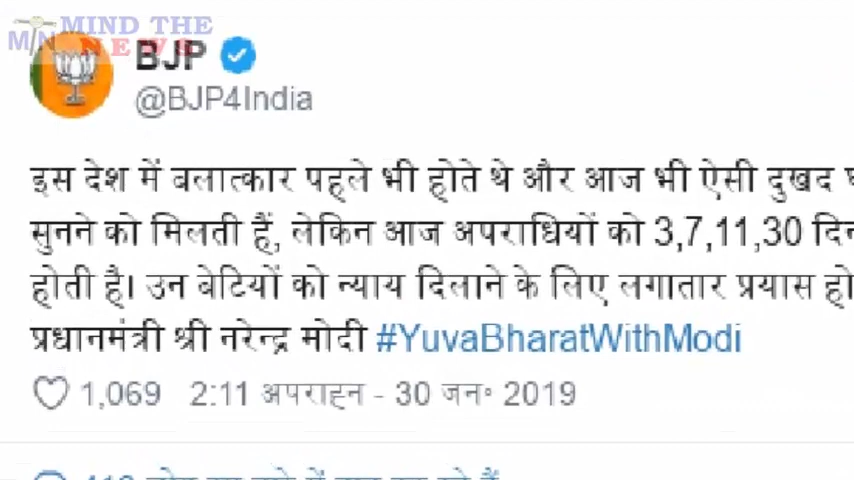 MIND THE
NEWS
BJP
@BJP4India
इस देश में बलात्कार पहले भी होते थे और आज भी ऐसी दुखद
सुनने को मिलती हैं, लेकिन आज अपराधियों को 3,7,11,30 दिन
होती है। उन बेटियों को न्याय दिलाने के लिए लगातार प्रयास हो
प्रधानमंत्री श्री नरेन्द्र मोदी #YuvaBharatWithModi
1,069 2:11 अपराह्न - 30 जन॰ 2019